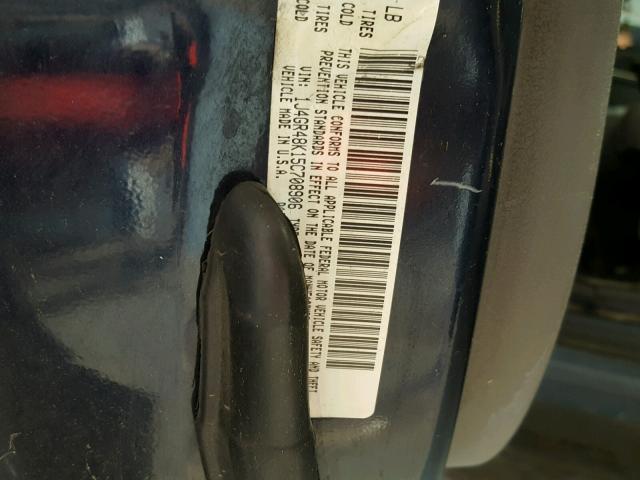 -LB
TIRES COLD
TIRES COLD
THIS VEHICLE CONFORMS TO ALL APPLICABLE FEDERAL MOTOR VEHICLE SAFETY AND THEFT
PREVENTION STANDARDS IN EFFECT ON THE DATE OF
VIN: 1J4GR48K15C708906
VEHICLE MADE IN U.S.A.